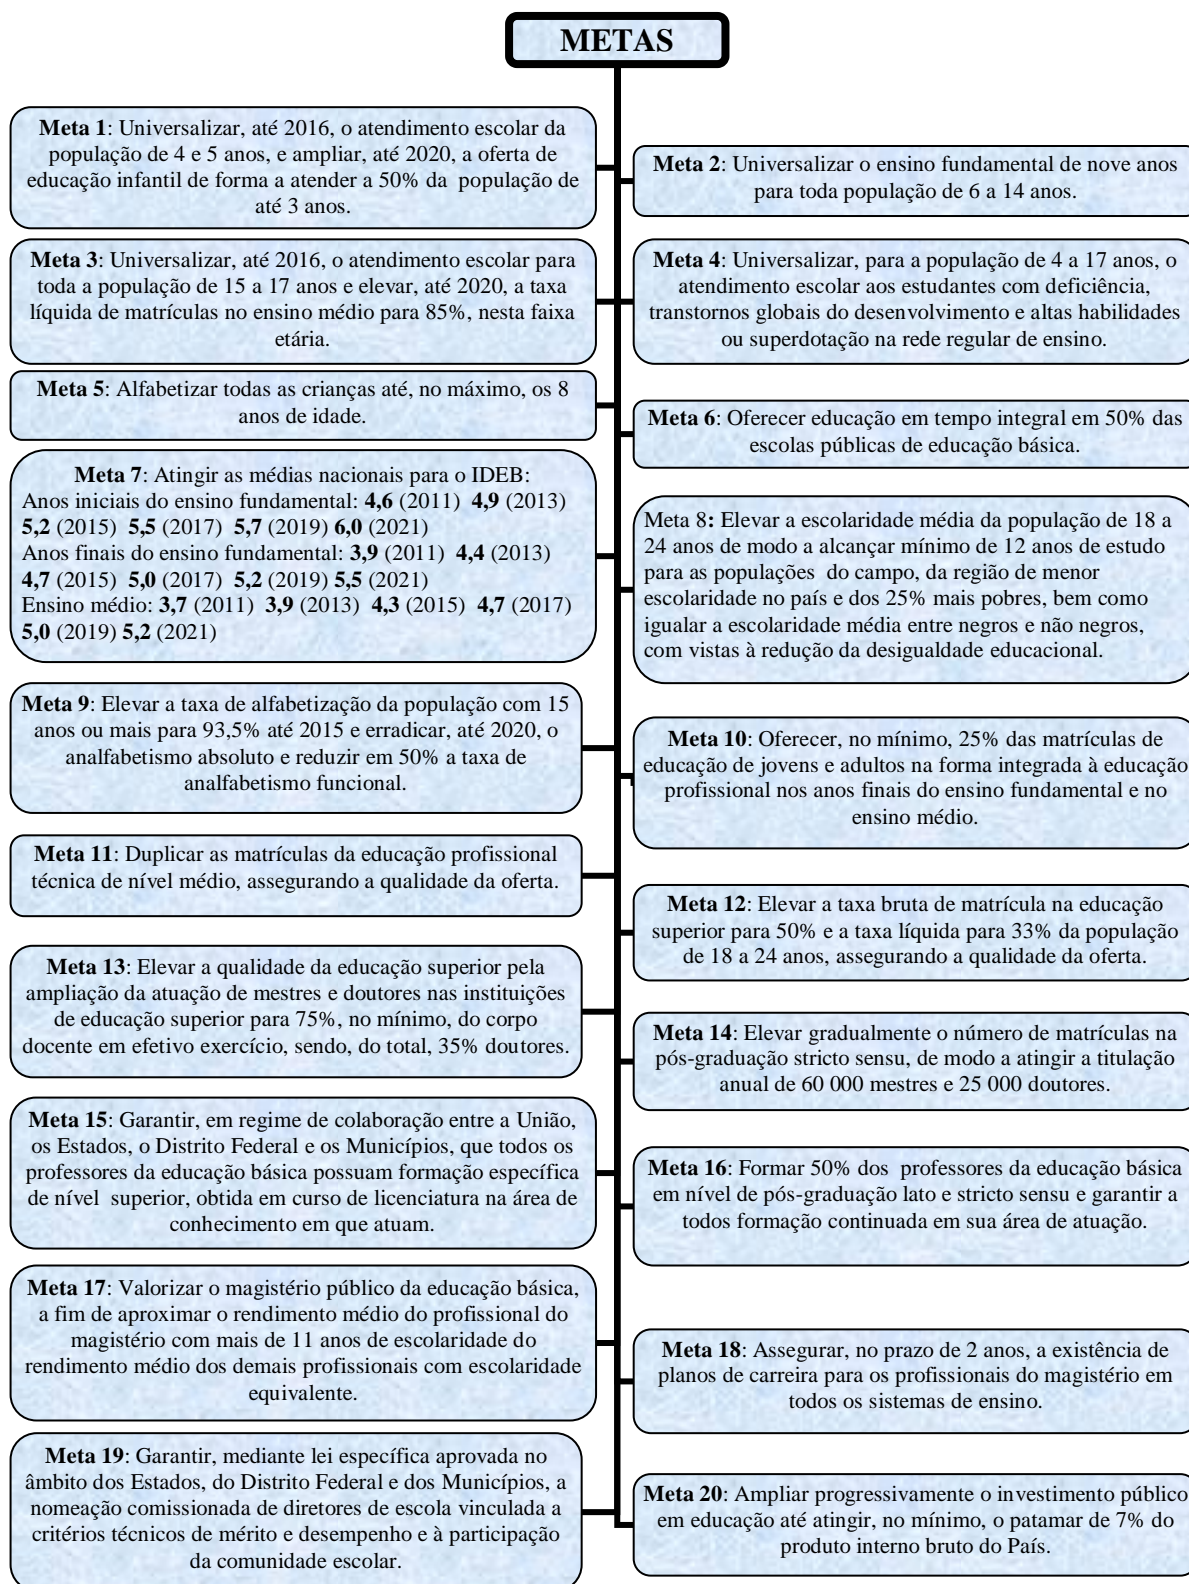 METAS
Meta 1: Universalizar, até 2016, o atendimento escolar da
população de 4 e 5 anos, e ampliar, até 2020, a oferta de
educação infantil de forma a atender a 50% da população de
até 3 anos.
Meta 2: Universalizar o ensino fundamental de nove anos
para toda população de 6 a 14 anos.
Meta 3: Universalizar, até 2016, o atendimento escolar para
toda a população de 15 a 17 anos e elevar, até 2020, a taxa
líquida de matrículas no ensino médio para 85%, nesta faixa
etária.
Meta 4: Universalizar, para a população de 4 a 17 anos, o
atendimento escolar aos estudantes com deficiência,
transtornos globais do desenvolvimento e altas habilidades
ou superdotação na rede regular de ensino.
Meta 5: Alfabetizar todas as crianças até, no máximo, os 8
anos de idade.
Meta 6: Oferecer educação em tempo integral em 50% das
escolas públicas de educação básica.
Meta 7: Atingir as médias nacionais para o IDEB:
Anos iniciais do ensino fundamental: 4,6 (2011) 4,9 (2013)
5,2 (2015) 5,5 (2017) 5,7 (2019) 6,0 (2021)
Anos finais do ensino fundamental: 3,9 (2011) 4,4 (2013)
4,7 (2015) 5,0 (2017) 5,2 (2019) 5,5 (2021)
Ensino médio: 3,7 (2011) 3,9 (2013) 4,3 (2015) 4,7 (2017)
5,0 (2019) 5,2 (2021)
Meta 8: Elevar a escolaridade média da população de 18 a
24 anos de modo a alcançar mínimo de 12 anos de estudo
para as populações do campo, da região de menor
escolaridade no país e dos 25% mais pobres, bem como
igualar a escolaridade média entre negros e não negros,
com vistas à redução da desigualdade educacional.
Meta 9: Elevar a taxa de alfabetização da população com 15
anos ou mais para 93,5% até 2015 e erradicar, até 2020, o
analfabetismo absoluto e reduzir em 50% a taxa de
analfabetismo funcional.
Meta 10: Oferecer, no mínimo, 25% das matrículas de
educação de jovens e adultos na forma integrada à educação
profissional nos anos finais do ensino fundamental e no
ensino médio.
Meta 11: Duplicar as matrículas da educação profissional
técnica de nível médio, assegurando a qualidade da oferta.
Meta 12: Elevar a taxa bruta de matrícula na educação
superior para 50% e a taxa líquida para 33% da população
de 18 a 24 anos, assegurando a qualidade da oferta.
Meta 13: Elevar a qualidade da educação superior pela
ampliação da atuação de mestres e doutores nas instituições
de educação superior para 75%, no mínimo, do corpo
docente em efetivo exercício, sendo, do total, 35% doutores.
Meta 14: Elevar gradualmente o número de matrículas na
pós-graduação stricto sensu, de modo a atingir a titulação
anual de 60 000 mestres e 25 000 doutores.
Meta 15: Garantir, em regime de colaboração entre a União,
os Estados, o Distrito Federal e os Municípios, que todos os
professores da educação básica possuam formação específica
de nível superior, obtida em curso de licenciatura na área de
conhecimento em que atuam.
Meta 16: Formar 50% dos professores da educação básica
em nível de pós-graduação lato e stricto sensu e garantir a
todos formação continuada em sua área de atuação.
Meta 17: Valorizar o magistério público da educação básica,
a fim de aproximar o rendimento médio do profissional do
magistério com mais de 11 anos de escolaridade do
rendimento médio dos demais profissionais com escolaridade
equivalente.
Meta 18: Assegurar, no prazo de 2 anos, a existência de
planos de carreira para os profissionais do magistério em
todos os sistemas de ensino.
Meta 19: Garantir, mediante lei específica aprovada no
âmbito dos Estados, do Distrito Federal e dos Municípios, a
nomeação comissionada de diretores de escola vinculada a
critérios técnicos de mérito e desempenho e à participação
da comunidade escolar.
Meta 20: Ampliar progressivamente o investimento público
em educação até atingir, no mínimo, o patamar de 7% do
produto interno bruto do País.